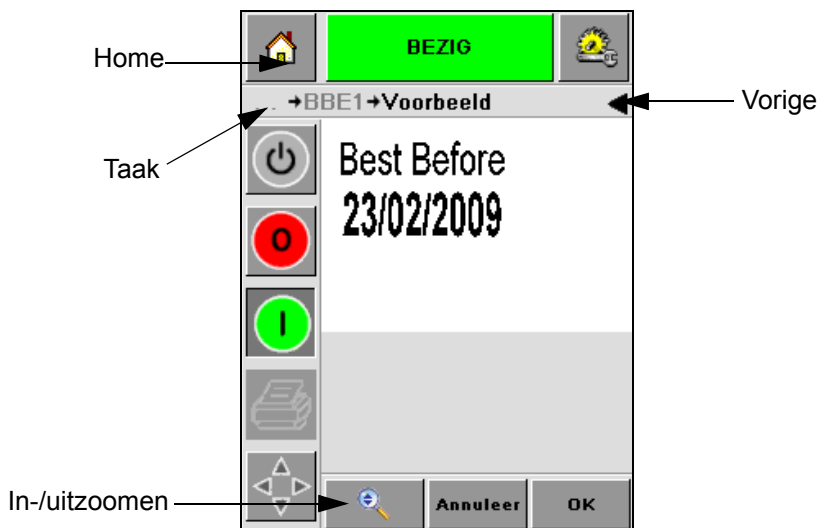 Home
BEZIG
... →BBE1→Voorbeeld
Vorige
Taak
Best Before
23/02/2009
O
I
In-/uitzoomen
Annuleer
OK